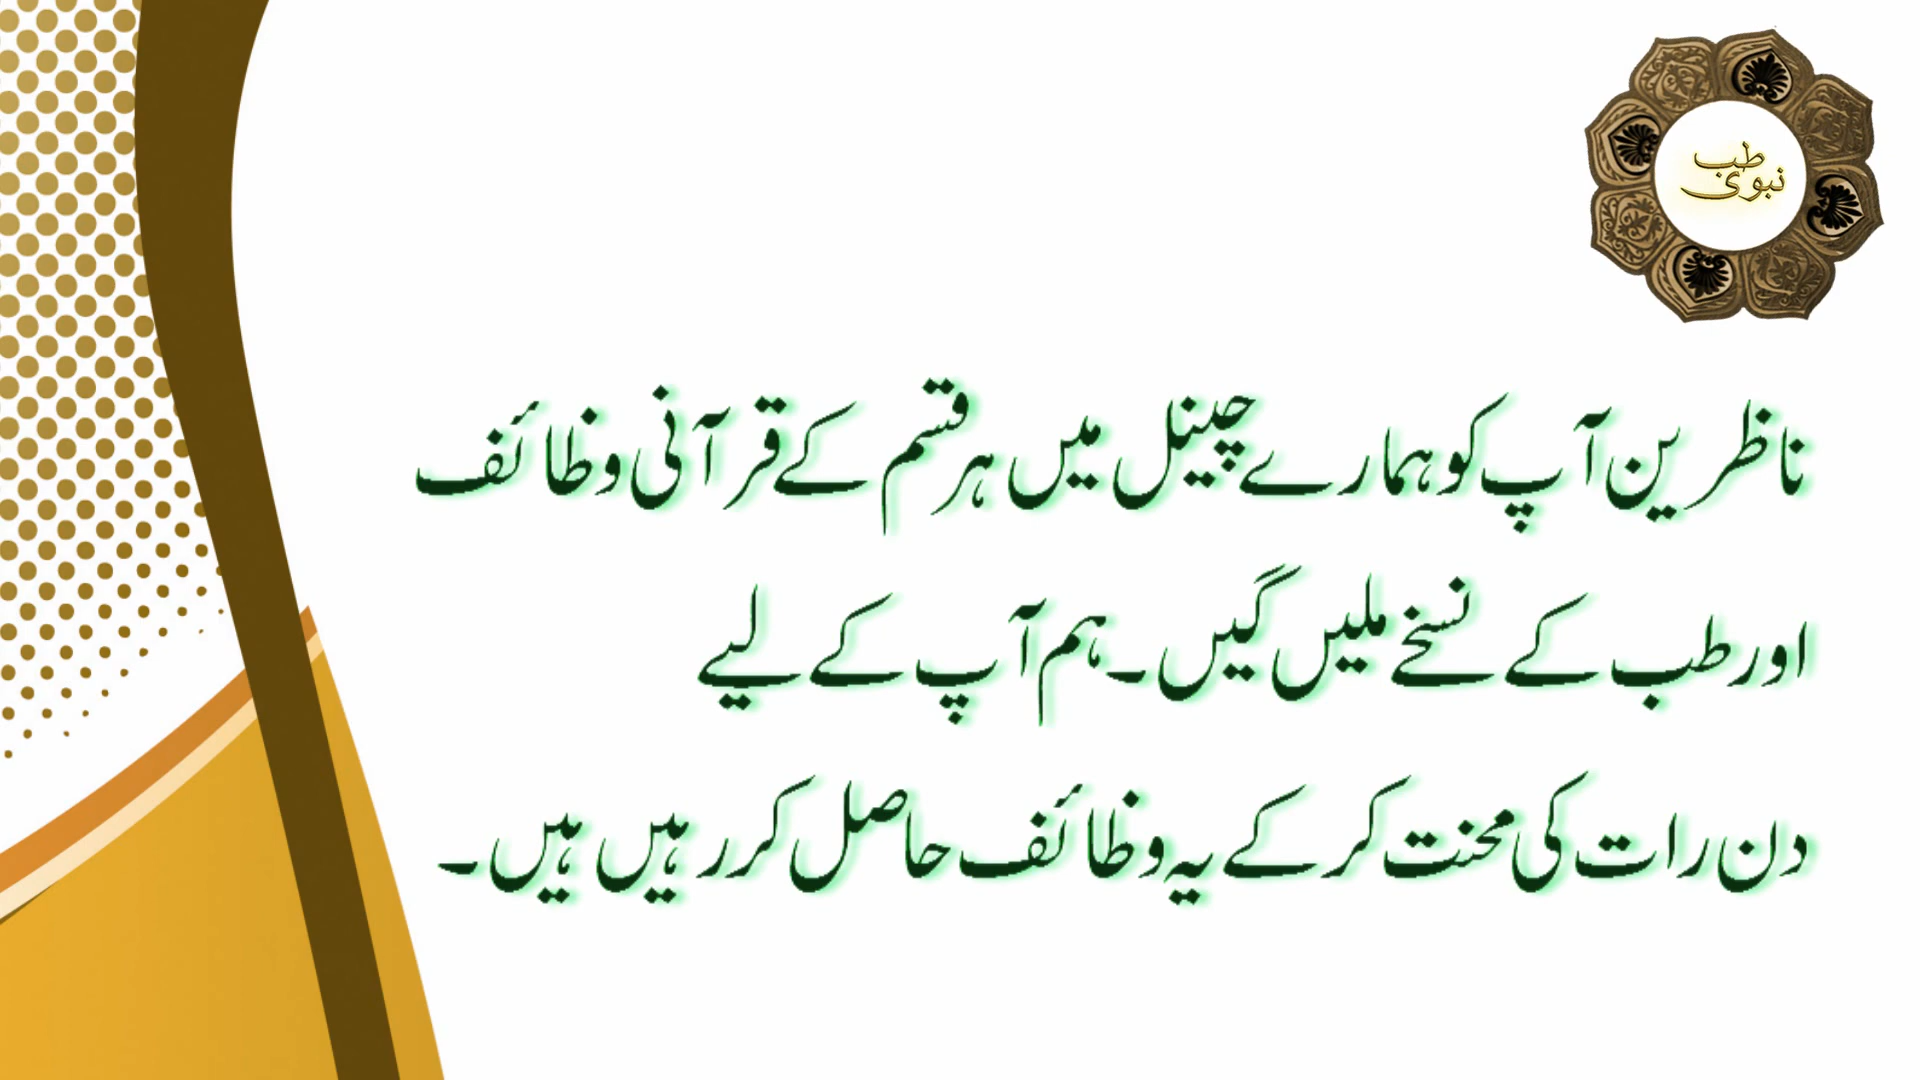 طب
نبوی
ناظرین آپ کو ہمارے چینل میں ہر قسم کے قرآنی وظائف
اور طب کے نسخے ملیں گیں۔ ہم آپ کے لیے
دن رات کی محنت کر کے یہ وظائف حاصل کر رہیں ہیں۔